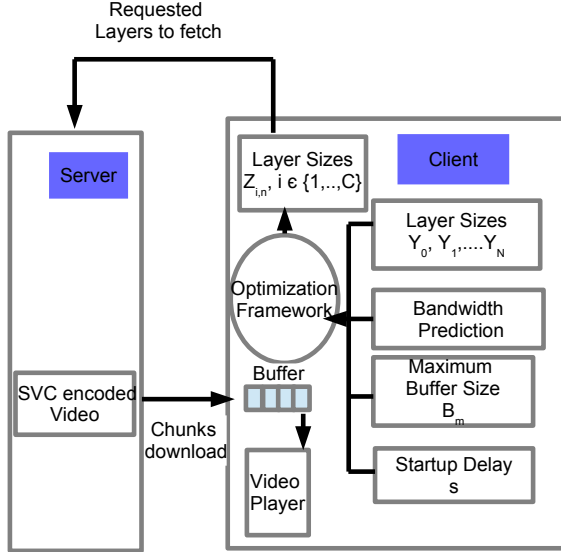 Requested
Layers to fetch
Server
SVC encoded
Video
Chunks
download
Client
Layer Sizes
Z_{i,n}, i ϵ {1,..,C}
Optimization
Framework
Buffer
Video
Player
Layer Sizes
Y_0, Y_1,....Y_N
Bandwidth
Prediction
Maximum
Buffer Size
B_m
Startup Delay
s